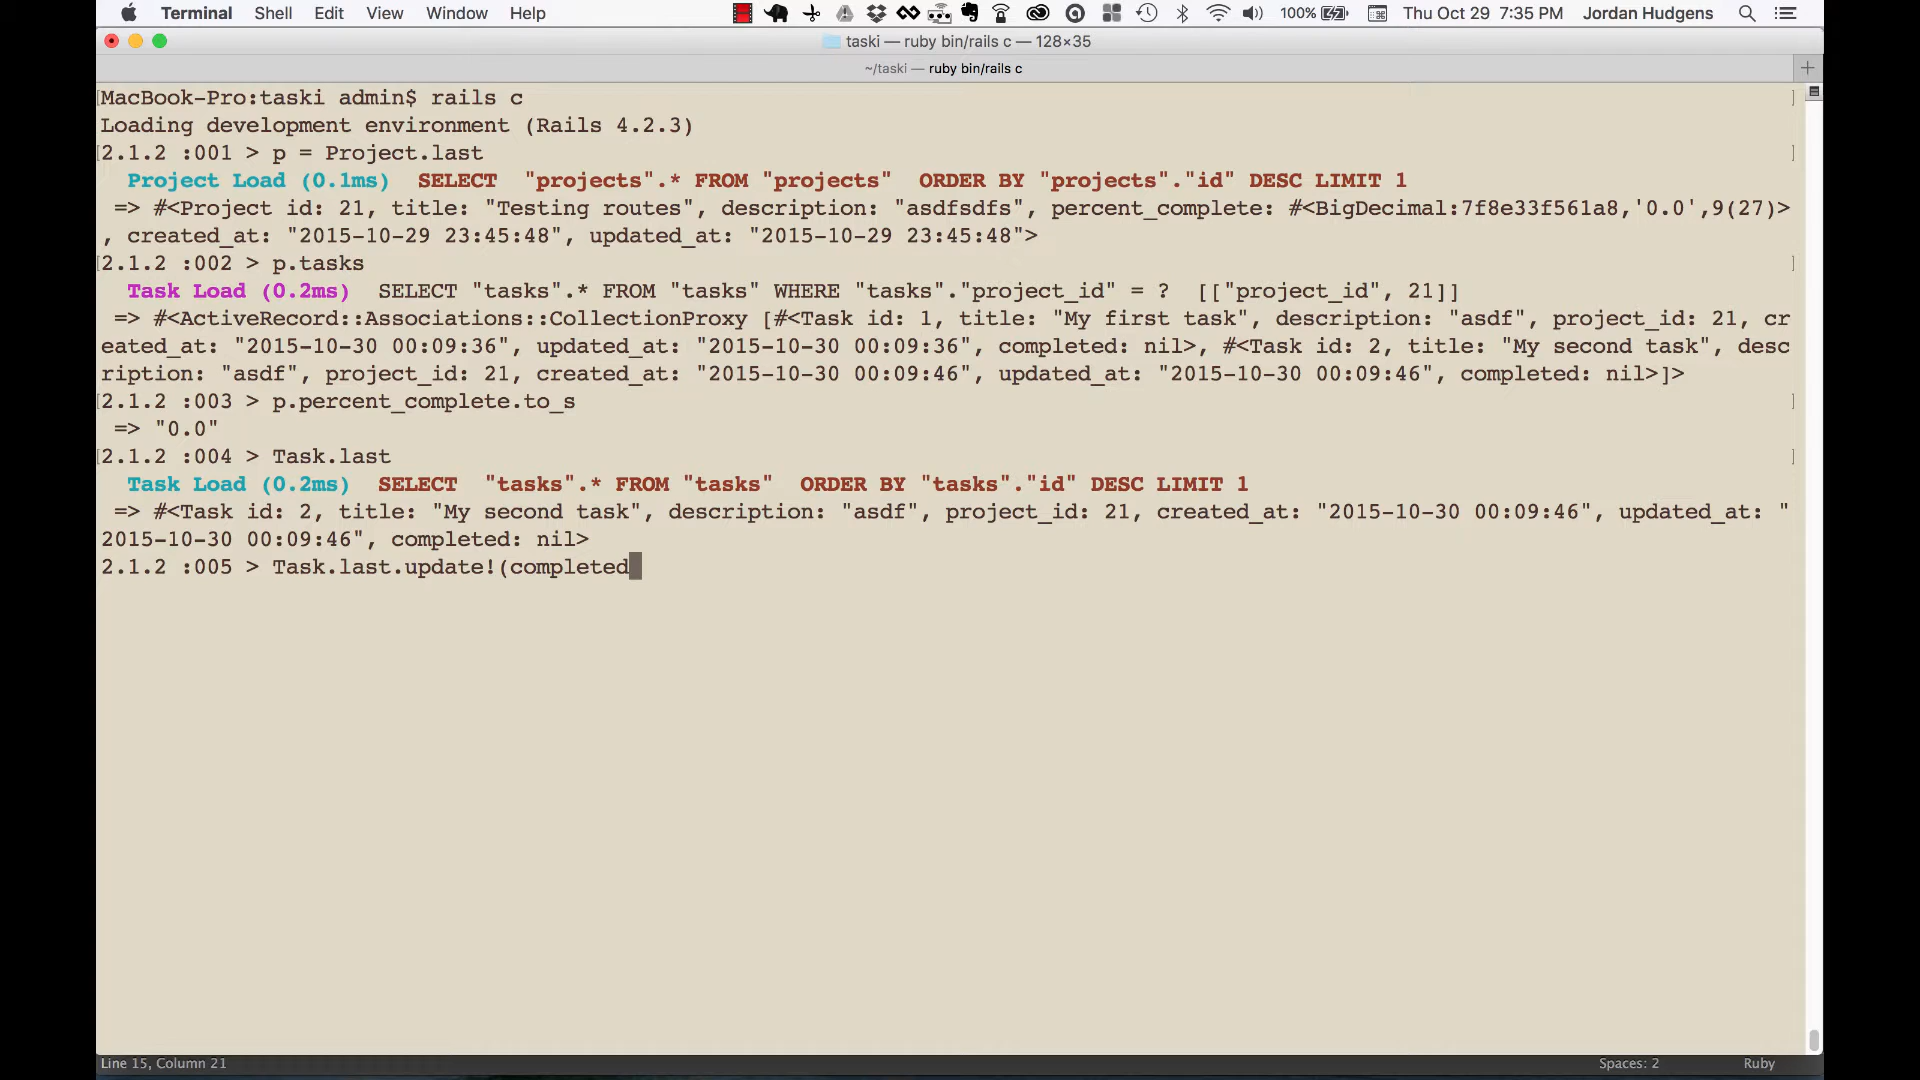 Terminal Shell Edit View Window Help 100% Thu Oct 29 7:35 PM Jordan Hudgens
taski — ruby bin/rails c — 128×35
~/taski — ruby bin/rails c
MacBook-Pro:taski admin$ rails c
Loading development environment (Rails 4.2.3)
2.1.2 :001 > p = Project.last
Project Load (0.1ms)  SELECT  "projects".* FROM "projects"  ORDER BY "projects"."id" DESC LIMIT 1
=> #<Project id: 21, title: "Testing routes", description: "asdfsdfs", percent_complete: #<BigDecimal:7f8e33f561a8,'0.0',9(27)>
, created_at: "2015-10-29 23:45:48", updated_at: "2015-10-29 23:45:48">
2.1.2 :002 > p.tasks
Task Load (0.2ms)  SELECT "tasks".* FROM "tasks" WHERE "tasks"."project_id" = ?  [["project_id", 21]]
=> #<ActiveRecord::Associations::CollectionProxy [#<Task id: 1, title: "My first task", description: "asdf", project_id: 21, cr
eated_at: "2015-10-30 00:09:36", updated_at: "2015-10-30 00:09:36", completed: nil>, #<Task id: 2, title: "My second task", desc
ription: "asdf", project_id: 21, created_at: "2015-10-30 00:09:46", updated_at: "2015-10-30 00:09:46", completed: nil>]>
2.1.2 :003 > p.percent_complete.to_s
=> "0.0"
2.1.2 :004 > Task.last
Task Load (0.2ms)  SELECT  "tasks".* FROM "tasks"  ORDER BY "tasks"."id" DESC LIMIT 1
=> #<Task id: 2, title: "My second task", description: "asdf", project_id: 21, created_at: "2015-10-30 00:09:46", updated_at: "
2015-10-30 00:09:46", completed: nil>
2.1.2 :005 > Task.last.update!(completed
Line 15, Column 21 Spaces: 2 Ruby